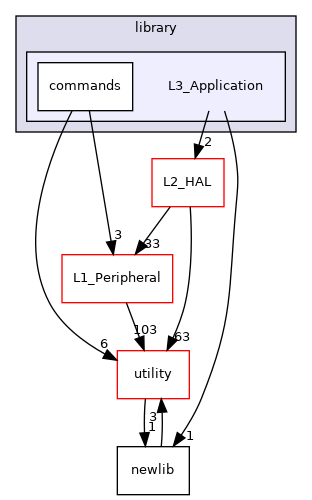 library
commands
L3_Application
2
L2_HAL
3
33
L1_Peripheral
103
63
6
utility
3
1
1
newlib